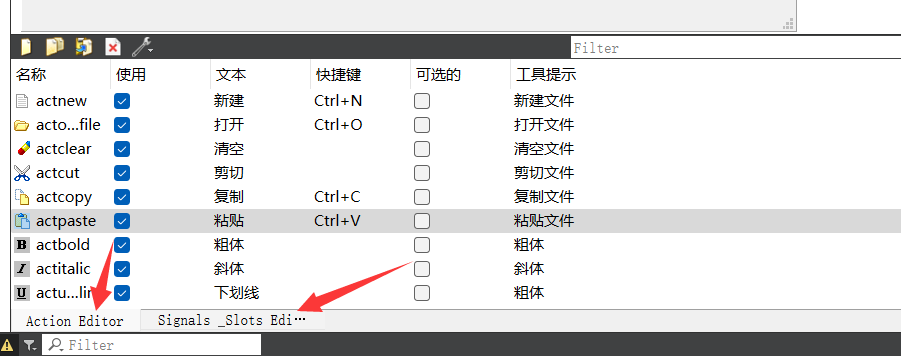 Filter
名称 使用 文本 快捷键 可选的 工具提示
actnew 新建 Ctrl+N 新建文件
acto...file 打开 Ctrl+O 打开文件
actclear 清空 清空文件
actcut 剪切 剪切文件
actcopy 复制 Ctrl+C 复制文件
actpaste 粘贴 Ctrl+V 粘贴文件
B actbold 粗体 粗体
I actitalic 斜体 斜体
U actu...lin 下划线 粗体
Action Editor Signals _Slots Edi…
Filter